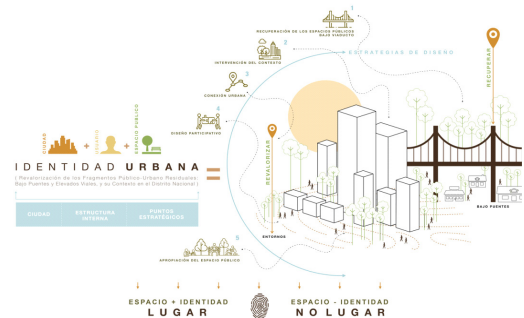 1
RECUPERACIÓN DE LOS ESPACIOS PÚBLICOS
BAJO VIADUCTO
2
INTERVENCIÓN DEL CONTEXTO
ESTRATEGIAS DE DISEÑO
3
CONEXIÓN URBANA
4
DISEÑO PARTICIPATIVO
RECUPERAR
REVALORIZAR
CIUDAD
+
+
ESPACIO PÚBLICO
IDENTIDAD URBANA
=
( Revalorización de los Fragmentos Público Urbano Residuales:
Bajo Puentes y Elevados Viales, y su Contexto en el Distrito Nacional )
CIUDAD
ESTRUCTURA
INTERNA
PUNTOS
ESTRATÉGICOS
BAJO PUENTES
ENTORNOS
5
APROPIACIÓN DEL ESPACIO PÚBLICO
ESPACIO + IDENTIDAD
LUGAR
ESPACIO - IDENTIDAD
NO LUGAR